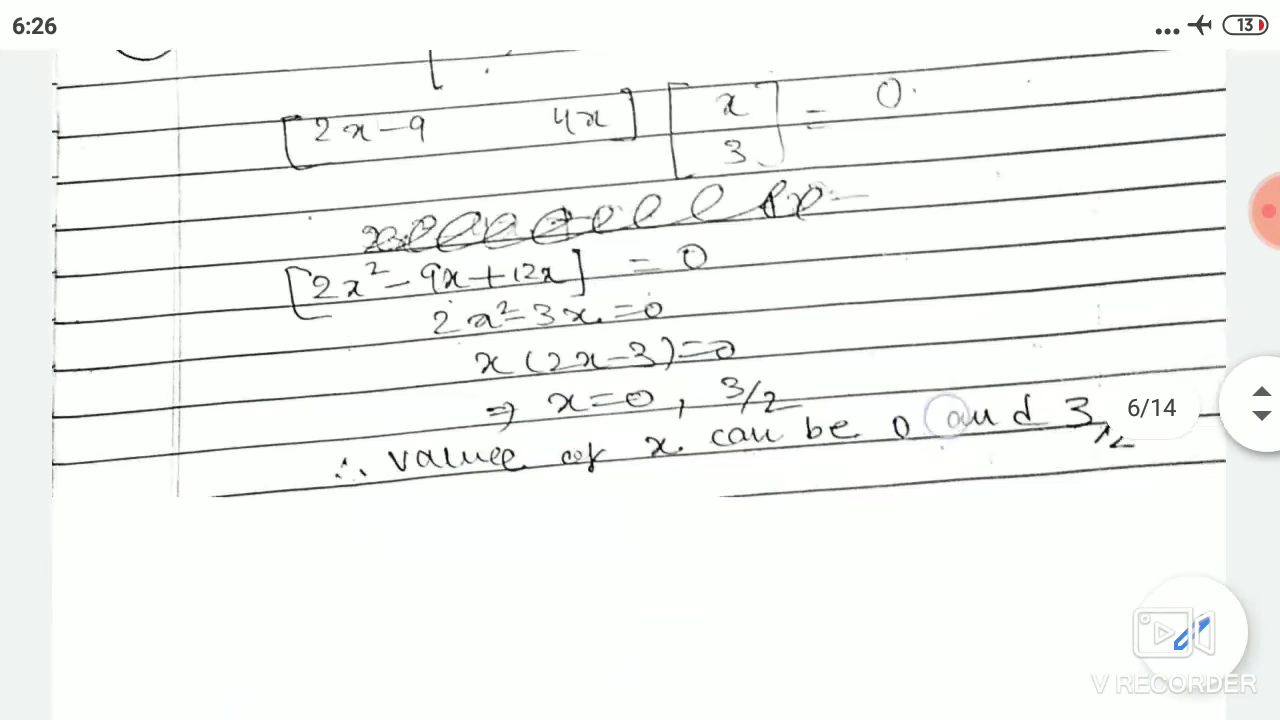 6:26
13
[2x-9 4x] [x 3] = 0.
[2x²-9x+12x] = 0
2x²-3x=0
x(2x-3)=0
⇒ x=0, 3/2
∴ value of x. can be 0 and 3/2
6/14
V RECORDER